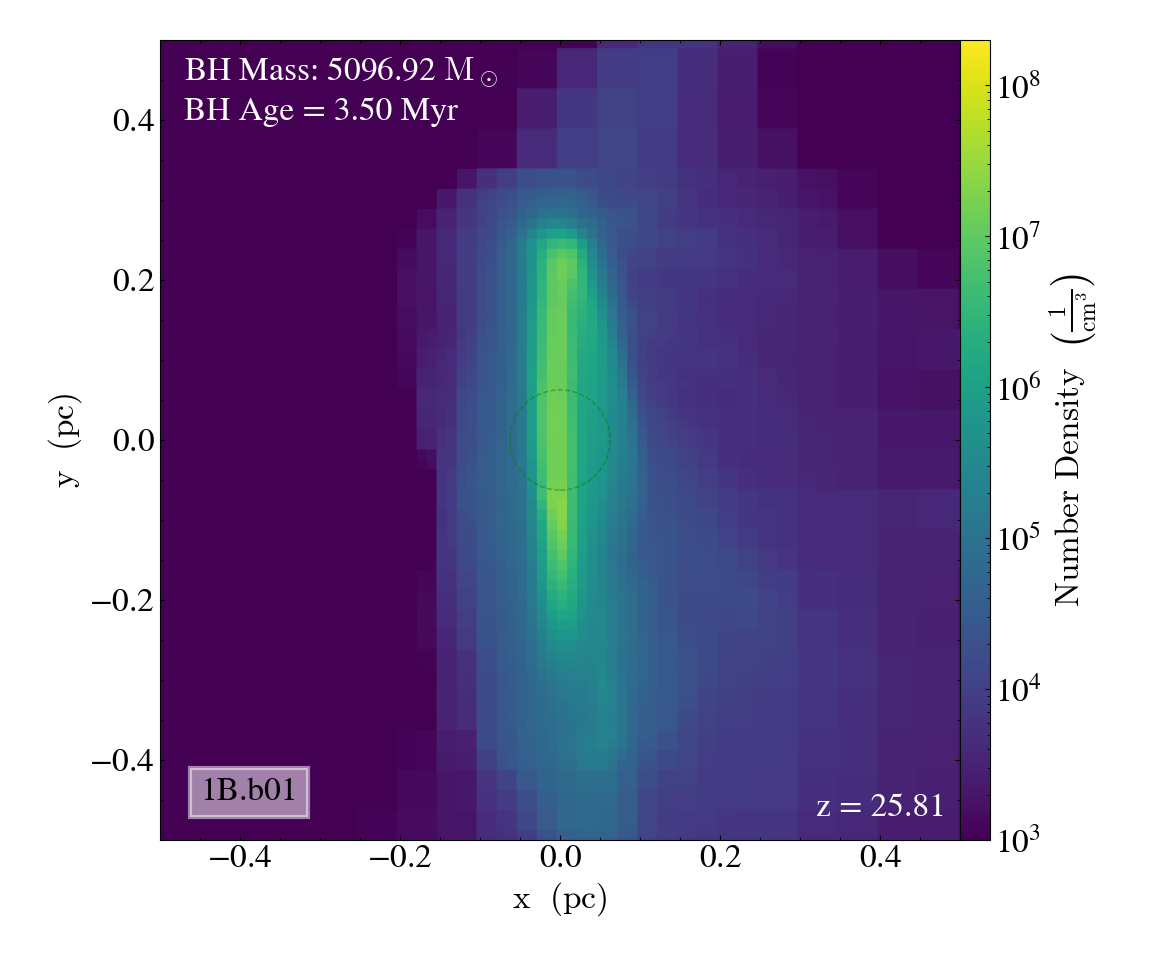 BH Mass: 5096.92 M☉
BH Age = 3.50 Myr
0.4
0.2
0.0
−0.2
−0.4
y (pc)
1B.b01
z = 25.81
−0.4 −0.2 0.0 0.2 0.4
x (pc)
10⁸
10⁷
10⁶
10⁵
10⁴
10³
Number Density (1/cm³)